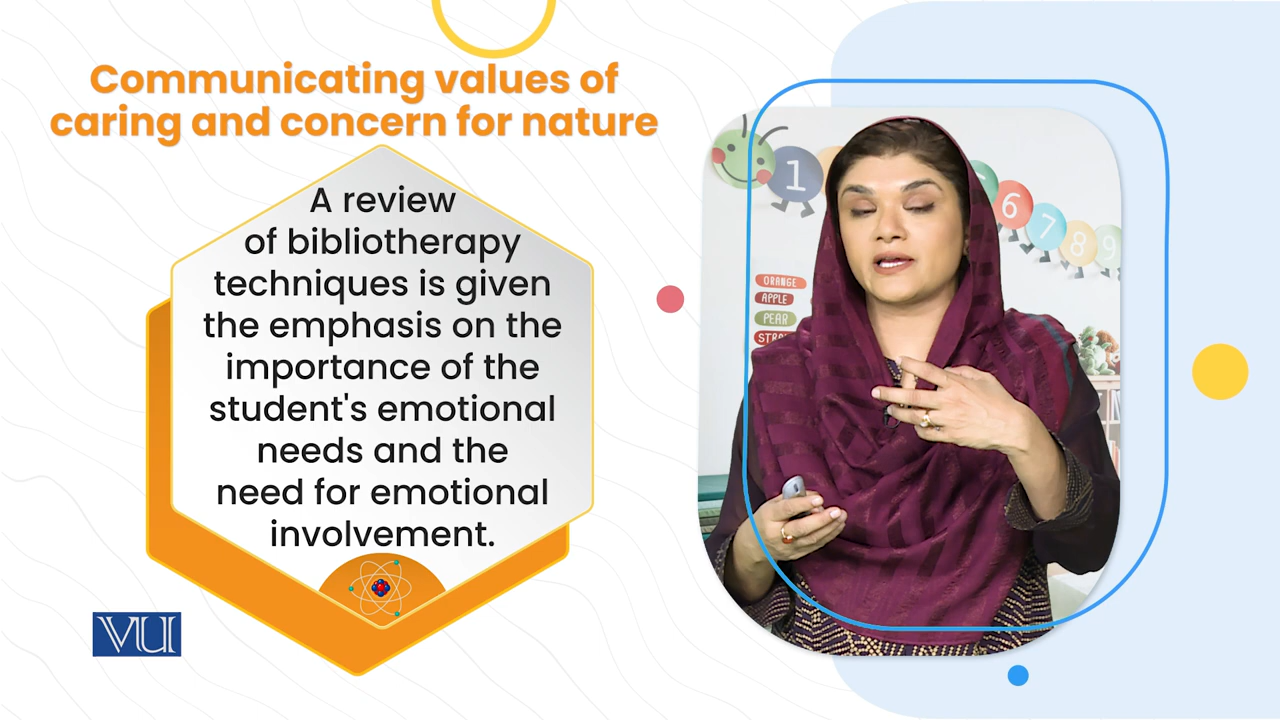 Communicating values of
caring and concern for nature
A review
of bibliotherapy
techniques is given
the emphasis on the
importance of the
student's emotional
needs and the
need for emotional
involvement.
VU
1
6
7
8
9
ORANGE
APPLE
PEAR